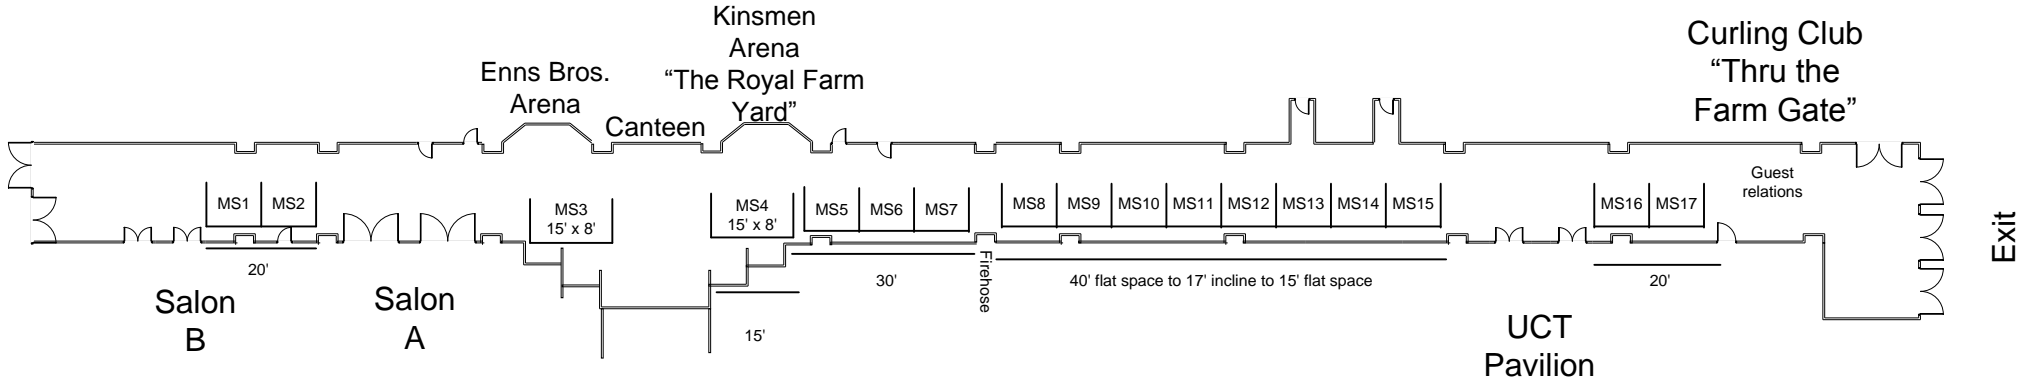 Kinsmen
Arena
“The Royal Farm
Yard”
Enns Bros.
Arena
Canteen
Curling Club
“Thru the
Farm Gate”
Guest
relations
MS1
MS2
MS3
15' x 8'
MS4
15' x 8'
MS5
MS6
MS7
MS8
MS9
MS10
MS11
MS12
MS13
MS14
MS15
MS16
MS17
Exit
20'
Salon
B
Salon
A
15'
30'
Firehose
40' flat space to 17' incline to 15' flat space
20'
UCT
Pavilion